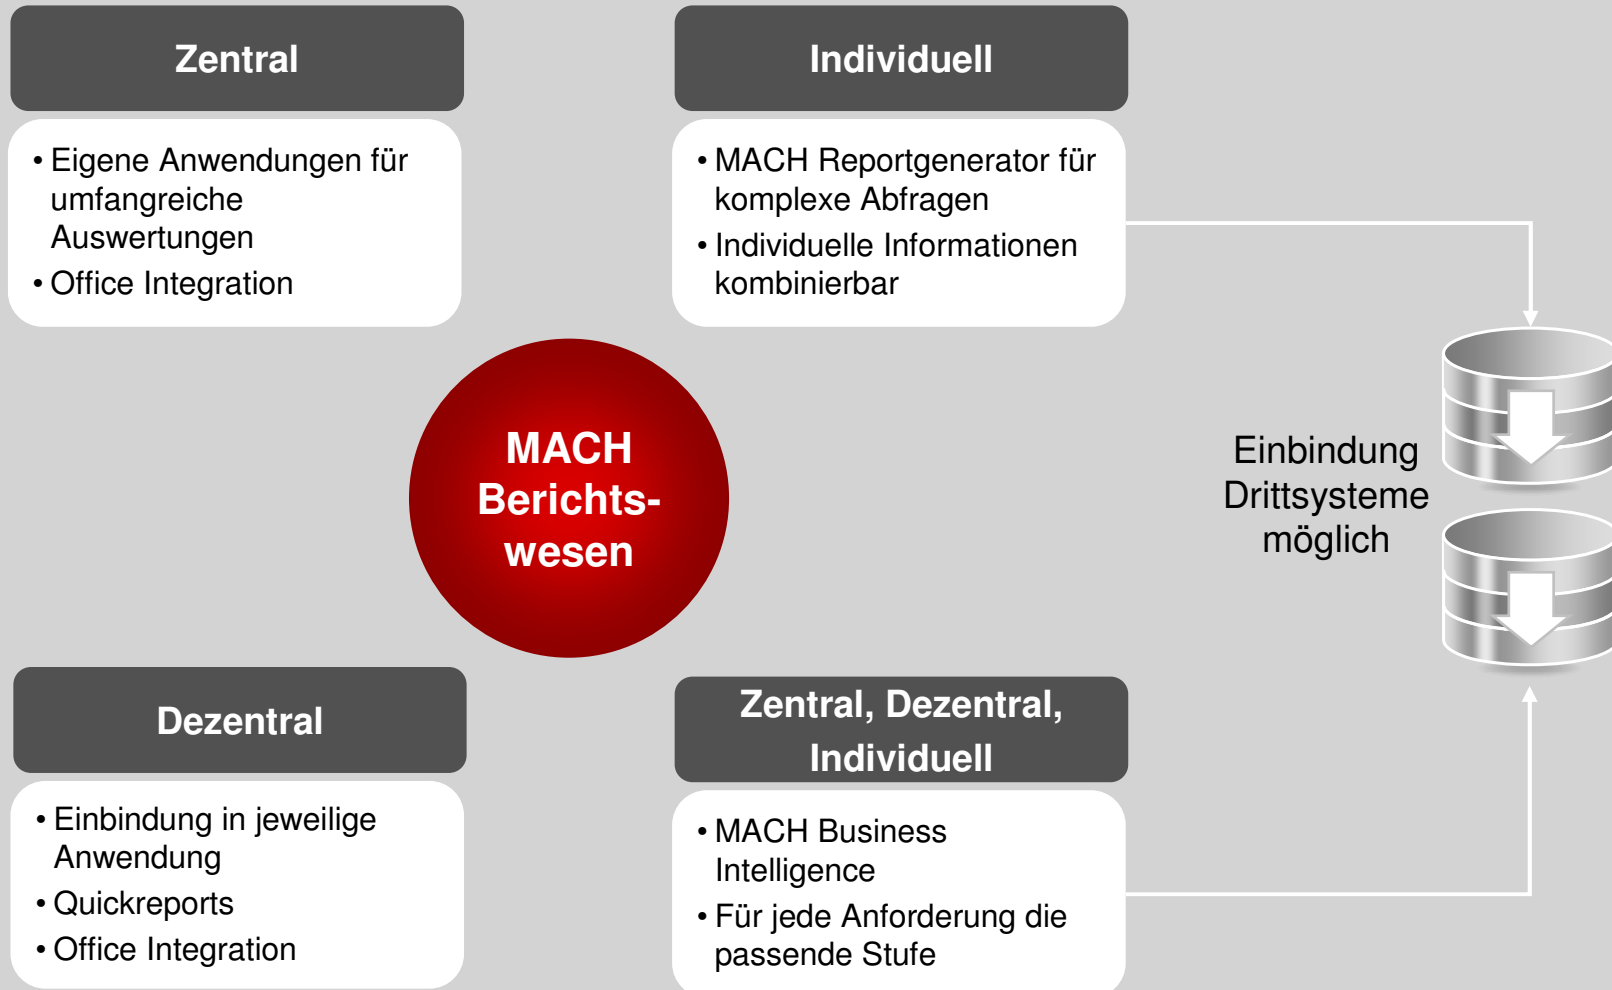 Zentral
• Eigene Anwendungen für
umfangreiche
Auswertungen
• Office Integration
Individuell
• MACH Reportgenerator für
komplexe Abfragen
• Individuelle Informationen
kombinierbar
MACH
Berichts-
wesen
Einbindung
Drittsysteme
möglich
Dezentral
• Einbindung in jeweilige
Anwendung
• Quickreports
• Office Integration
Zentral, Dezentral,
Individuell
• MACH Business
Intelligence
• Für jede Anforderung die
passende Stufe